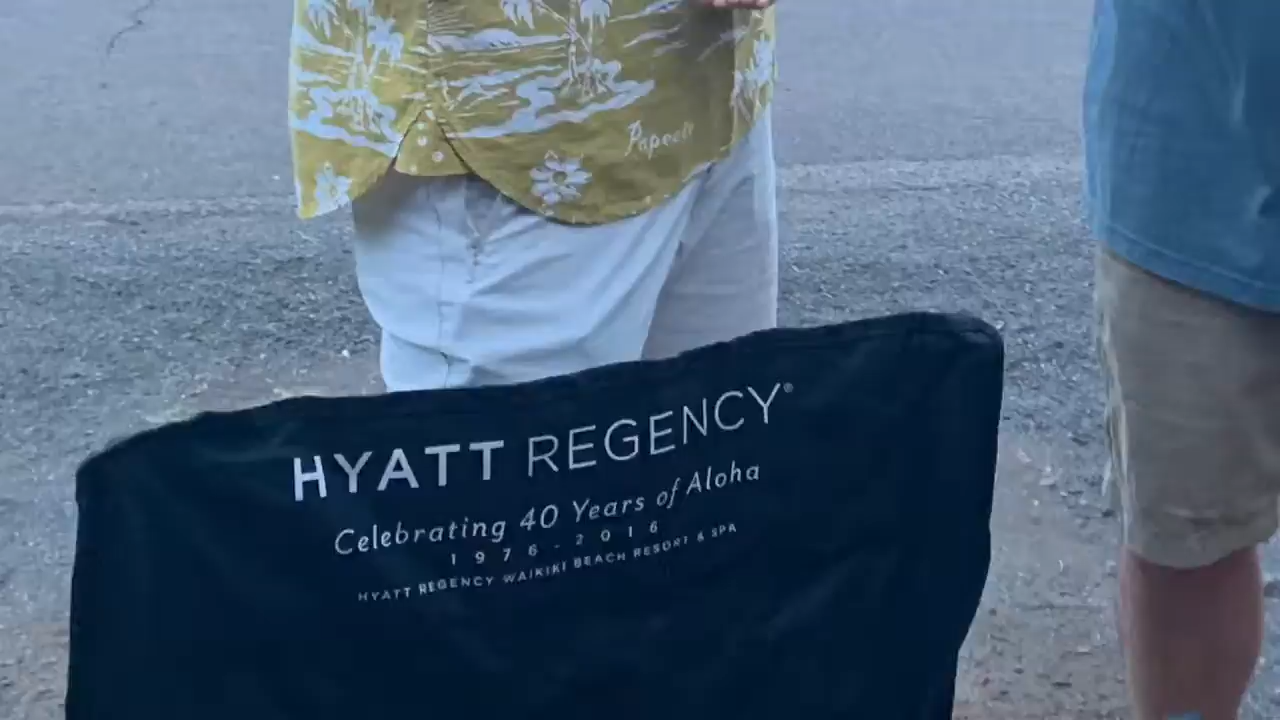 Papeete
HYATT REGENCY®
Celebrating 40 Years of Aloha
1976-2016
HYATT REGENCY WAIKIKI BEACH RESORT & SPA